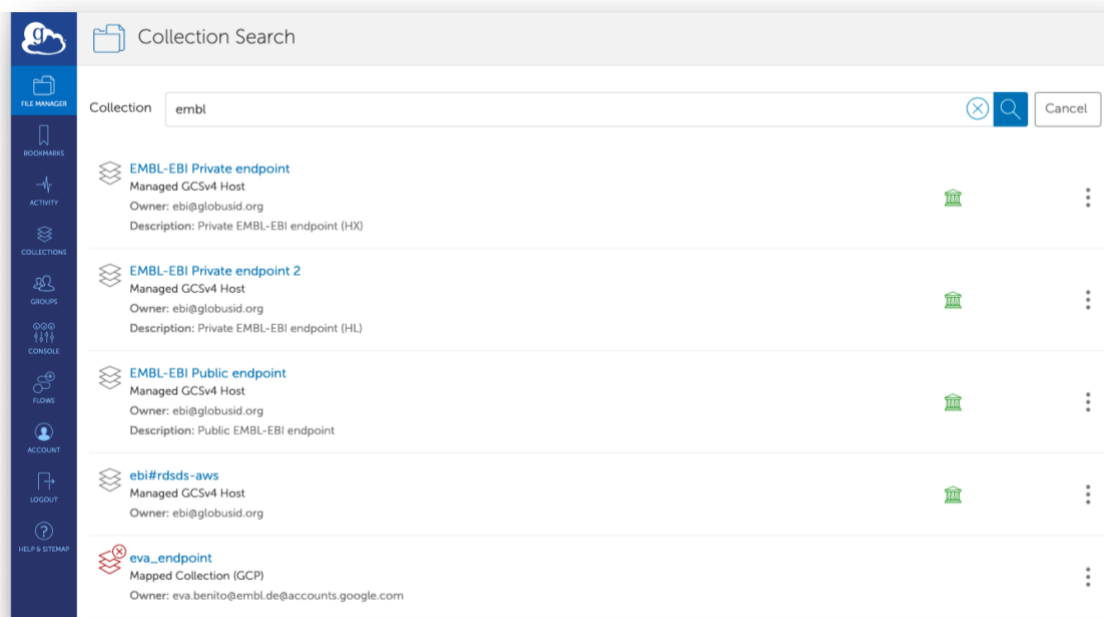 g
Collection Search
FILE MANAGER
BOOKMARKS
ACTIVITY
COLLECTIONS
GROUPS
CONSOLE
FLOWS
ACCOUNT
LOGOUT
HELP & SITEMAP
Collection embl Cancel
EMBL-EBI Private endpoint
Managed GCSv4 Host
Owner: ebi@globusid.org
Description: Private EMBL-EBI endpoint (HX)
EMBL-EBI Private endpoint 2
Managed GCSv4 Host
Owner: ebi@globusid.org
Description: Private EMBL-EBI endpoint (HL)
EMBL-EBI Public endpoint
Managed GCSv4 Host
Owner: ebi@globusid.org
Description: Public EMBL-EBI endpoint
ebi#rdsds-aws
Managed GCSv4 Host
Owner: ebi@globusid.org
eva_endpoint
Mapped Collection (GCP)
Owner: eva.benito@embl.de@accounts.google.com